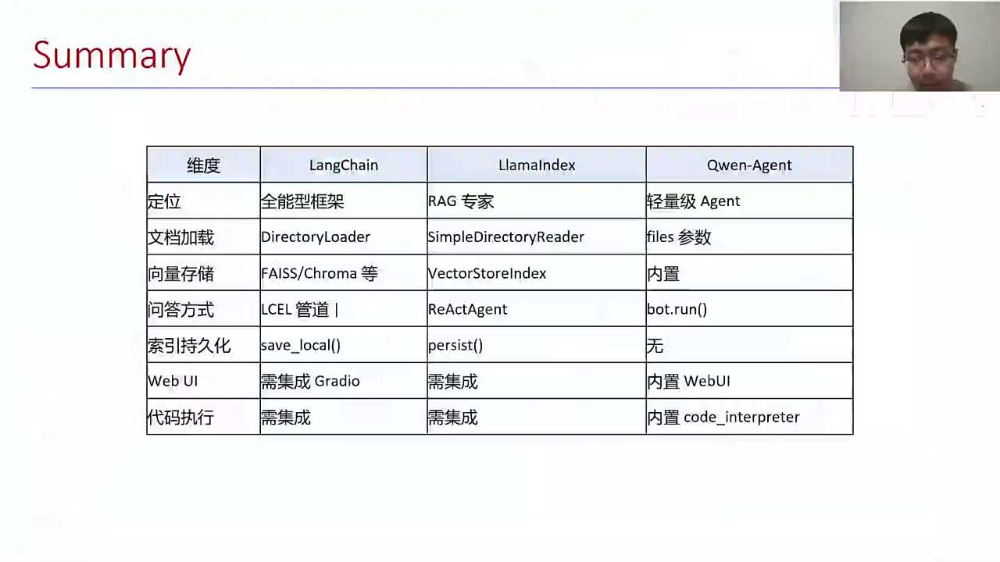 Summary
维度 LangChain LlamaIndex Qwen-Agent
定位 全能型框架 RAG 专家 轻量级 Agent
文档加载 DirectoryLoader SimpleDirectoryReader files 参数
向量存储 FAISS/Chroma 等 VectorStoreIndex 内置
问答方式 LCEL 管道 | ReActAgent bot.run()
索引持久化 save_local() persist() 无
Web UI 需集成 Gradio 需集成 内置 WebUI
代码执行 需集成 需集成 内置 code_interpreter